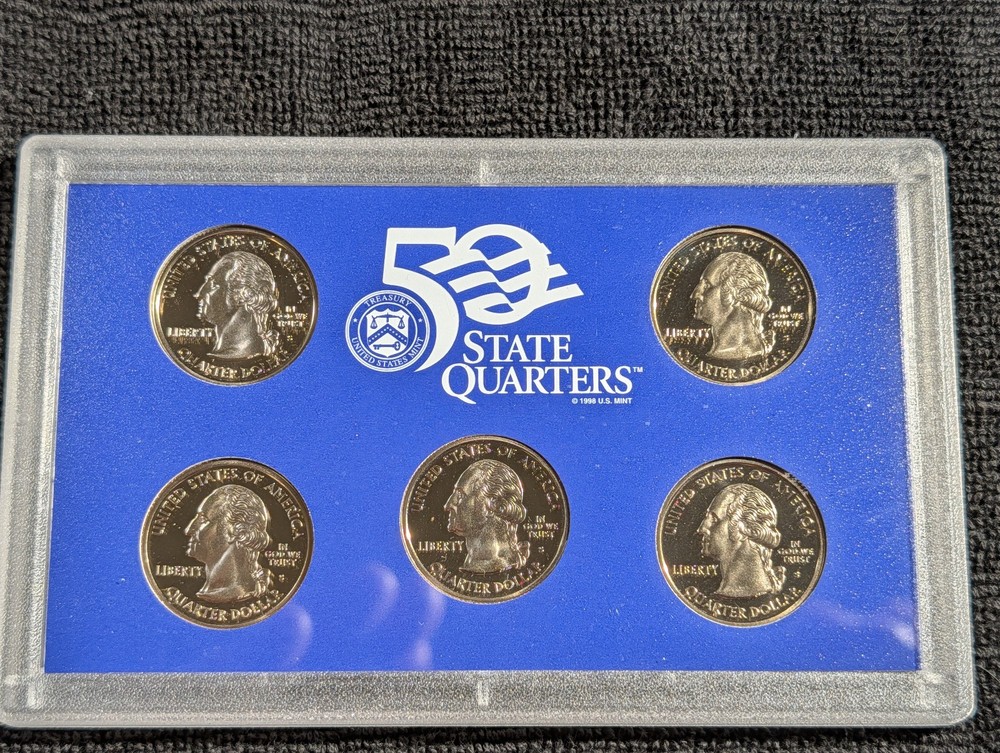 UNITED STATES OF AMERICA
LIBERTY
IN
GOD WE
TRUST
S
QUARTER DOLLAR
50
TREASURY
UNITED STATES MINT
STATE
QUARTERS™
© 1998 U.S. MINT
UNITED STATES OF AMERICA
LIBERTY
IN
GOD WE
TRUST
S
QUARTER DOLLAR
UNITED STATES OF AMERICA
LIBERTY
IN
GOD WE
TRUST
S
QUARTER DOLLAR
UNITED STATES OF AMERICA
LIBERTY
IN
GOD WE
TRUST
S
QUARTER DOLLAR
UNITED STATES OF AMERICA
LIBERTY
IN
GOD WE
TRUST
S
QUARTER DOLLAR